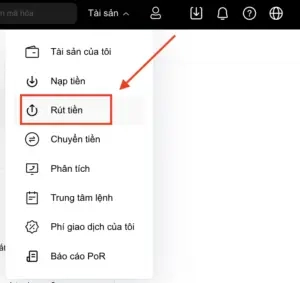 mã hóa
Tài sản
Tài sản của tôi
Nạp tiền
Rút tiền
Chuyển tiền
Phân tích
Trung tâm lệnh
Phí giao dịch của tôi
Báo cáo PoR